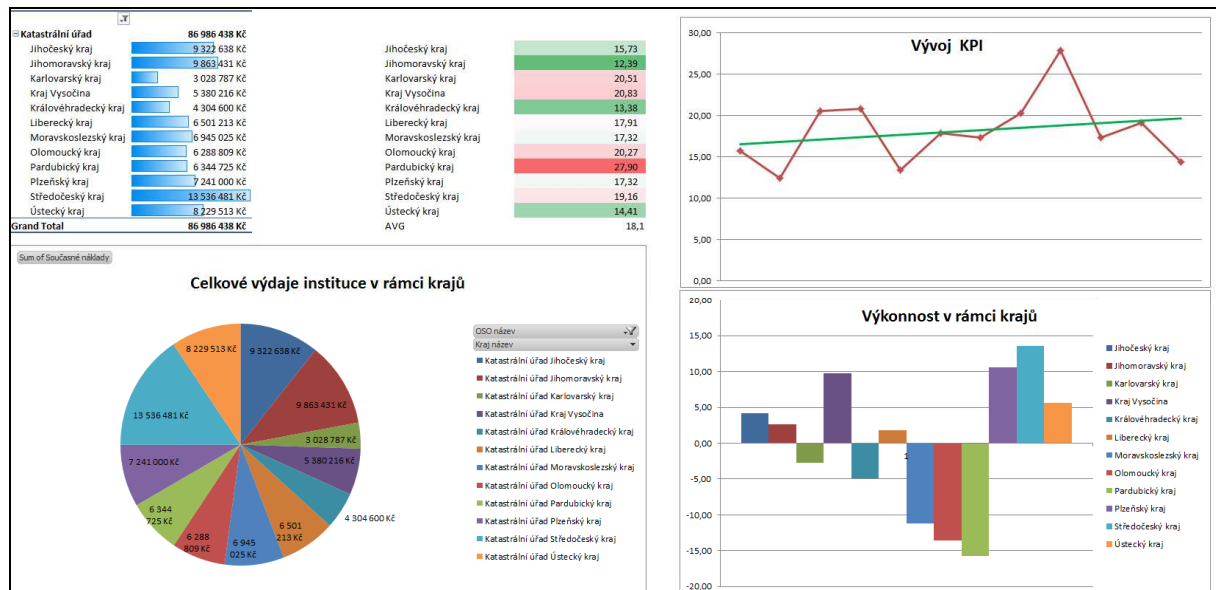 Katastrální úřad 86 986 438 Kč
Jihočeský kraj 9 322 638 Kč
Jihomoravský kraj 9 863 431 Kč
Karlovarský kraj 3 028 787 Kč
Kraj Vysočina 5 380 216 Kč
Královéhradecký kraj 4 304 600 Kč
Liberecký kraj 6 501 213 Kč
Moravskoslezský kraj 6 945 025 Kč
Olomoucký kraj 6 288 809 Kč
Pardubický kraj 6 344 725 Kč
Plzeňský kraj 7 241 000 Kč
Středočeský kraj 13 536 481 Kč
Ústecký kraj 8 229 513 Kč
Grand Total 86 986 438 Kč
Jihočeský kraj 15,73
Jihomoravský kraj 12,39
Karlovarský kraj 20,51
Kraj Vysočina 20,83
Královéhradecký kraj 13,38
Liberecký kraj 17,91
Moravskoslezský kraj 17,32
Olomoucký kraj 20,27
Pardubický kraj 27,90
Plzeňský kraj 17,32
Středočeský kraj 19,16
Ústecký kraj 14,41
AVG 18,1
Vývoj KPI
30,00
25,00
20,00
15,00
10,00
5,00
0,00
Sum of Současné náklady
Celkové výdaje instituce v rámci krajů
9 322 638 Kč
9 863 431 Kč
3 028 787 Kč
5 380 216 Kč
4 304 600 Kč
6 501
213 Kč
6 945
025 Kč
6 288
809 Kč
6 344
725 Kč
7 241 000 Kč
13 536 481 Kč
8 229 513 Kč
OSO název
Kraj název
Katastrální úřad Jihočeský kraj
Katastrální úřad Jihomoravský kraj
Katastrální úřad Karlovarský kraj
Katastrální úřad Kraj Vysočina
Katastrální úřad Královéhradecký kraj
Katastrální úřad Liberecký kraj
Katastrální úřad Moravskoslezský kraj
Katastrální úřad Olomoucký kraj
Katastrální úřad Pardubický kraj
Katastrální úřad Plzeňský kraj
Katastrální úřad Středočeský kraj
Katastrální úřad Ústecký kraj
Výkonnost v rámci krajů
20,00
15,00
10,00
5,00
0,00
-5,00
-10,00
-15,00
-20,00
1
Jihočeský kraj
Jihomoravský kraj
Karlovarský kraj
Kraj Vysočina
Královéhradecký kraj
Liberecký kraj
Moravskoslezský kraj
Olomoucký kraj
Pardubický kraj
Plzeňský kraj
Středočeský kraj
Ústecký kraj